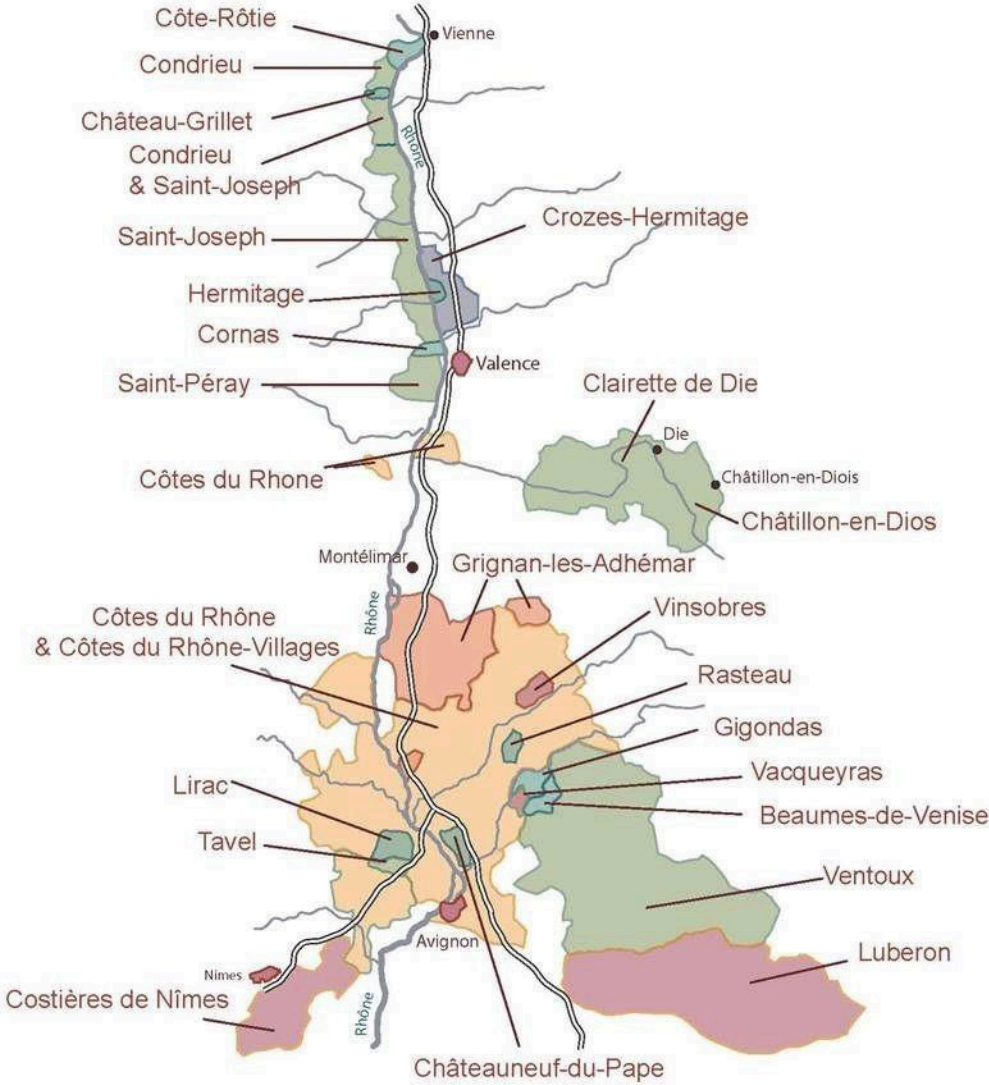 Côte-Rôtie
Vienne
Condrieu
Château-Grillet
Rhône
Condrieu
& Saint-Joseph
Crozes-Hermitage
Saint-Joseph
Hermitage
Cornas
Valence
Saint-Péray
Clairette de Die
Die
Côtes du Rhone
Châtillon-en-Diois
Châtillon-en-Dios
Montélimar
Grignan-les-Adhémar
Rhône
Vinsobres
Côtes du Rhône
& Côtes du Rhône-Villages
Rasteau
Gigondas
Vacqueyras
Lirac
Beaumes-de-Venise
Tavel
Ventoux
Avignon
Luberon
Nimes
Costières de Nîmes
Rhône
Châteauneuf-du-Pape